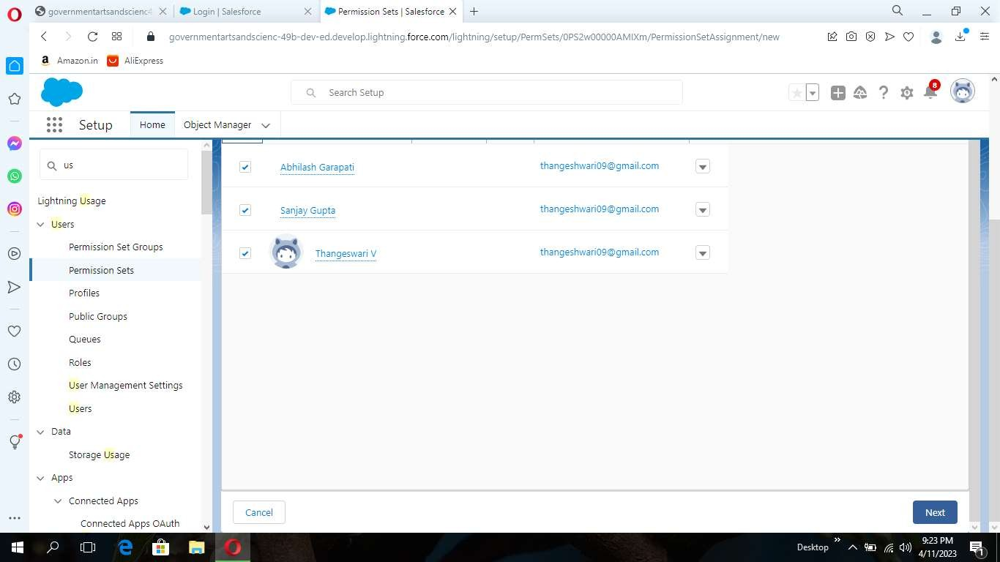 governmentartsandscienc4
Login | Salesforce
Permission Sets | Salesforce
governmentartsandscienc-49b-dev-ed.develop.lightning.force.com/lightning/setup/PermSets/0PS2w00000AMIXm/PermissionSetAssignment/new
Amazon.in
AliExpress
Search Setup
8
Setup
Home
Object Manager
us
Lightning Usage
Users
Permission Set Groups
Permission Sets
Profiles
Public Groups
Queues
Roles
User Management Settings
Users
Data
Storage Usage
Apps
Connected Apps
Connected Apps OAuth
Abhilash Garapati thangeshwari09@gmail.com
Sanjay Gupta thangeshwari09@gmail.com
Thangeswari V thangeshwari09@gmail.com
Cancel
Next
Desktop
9:23 PM
4/11/2023
1